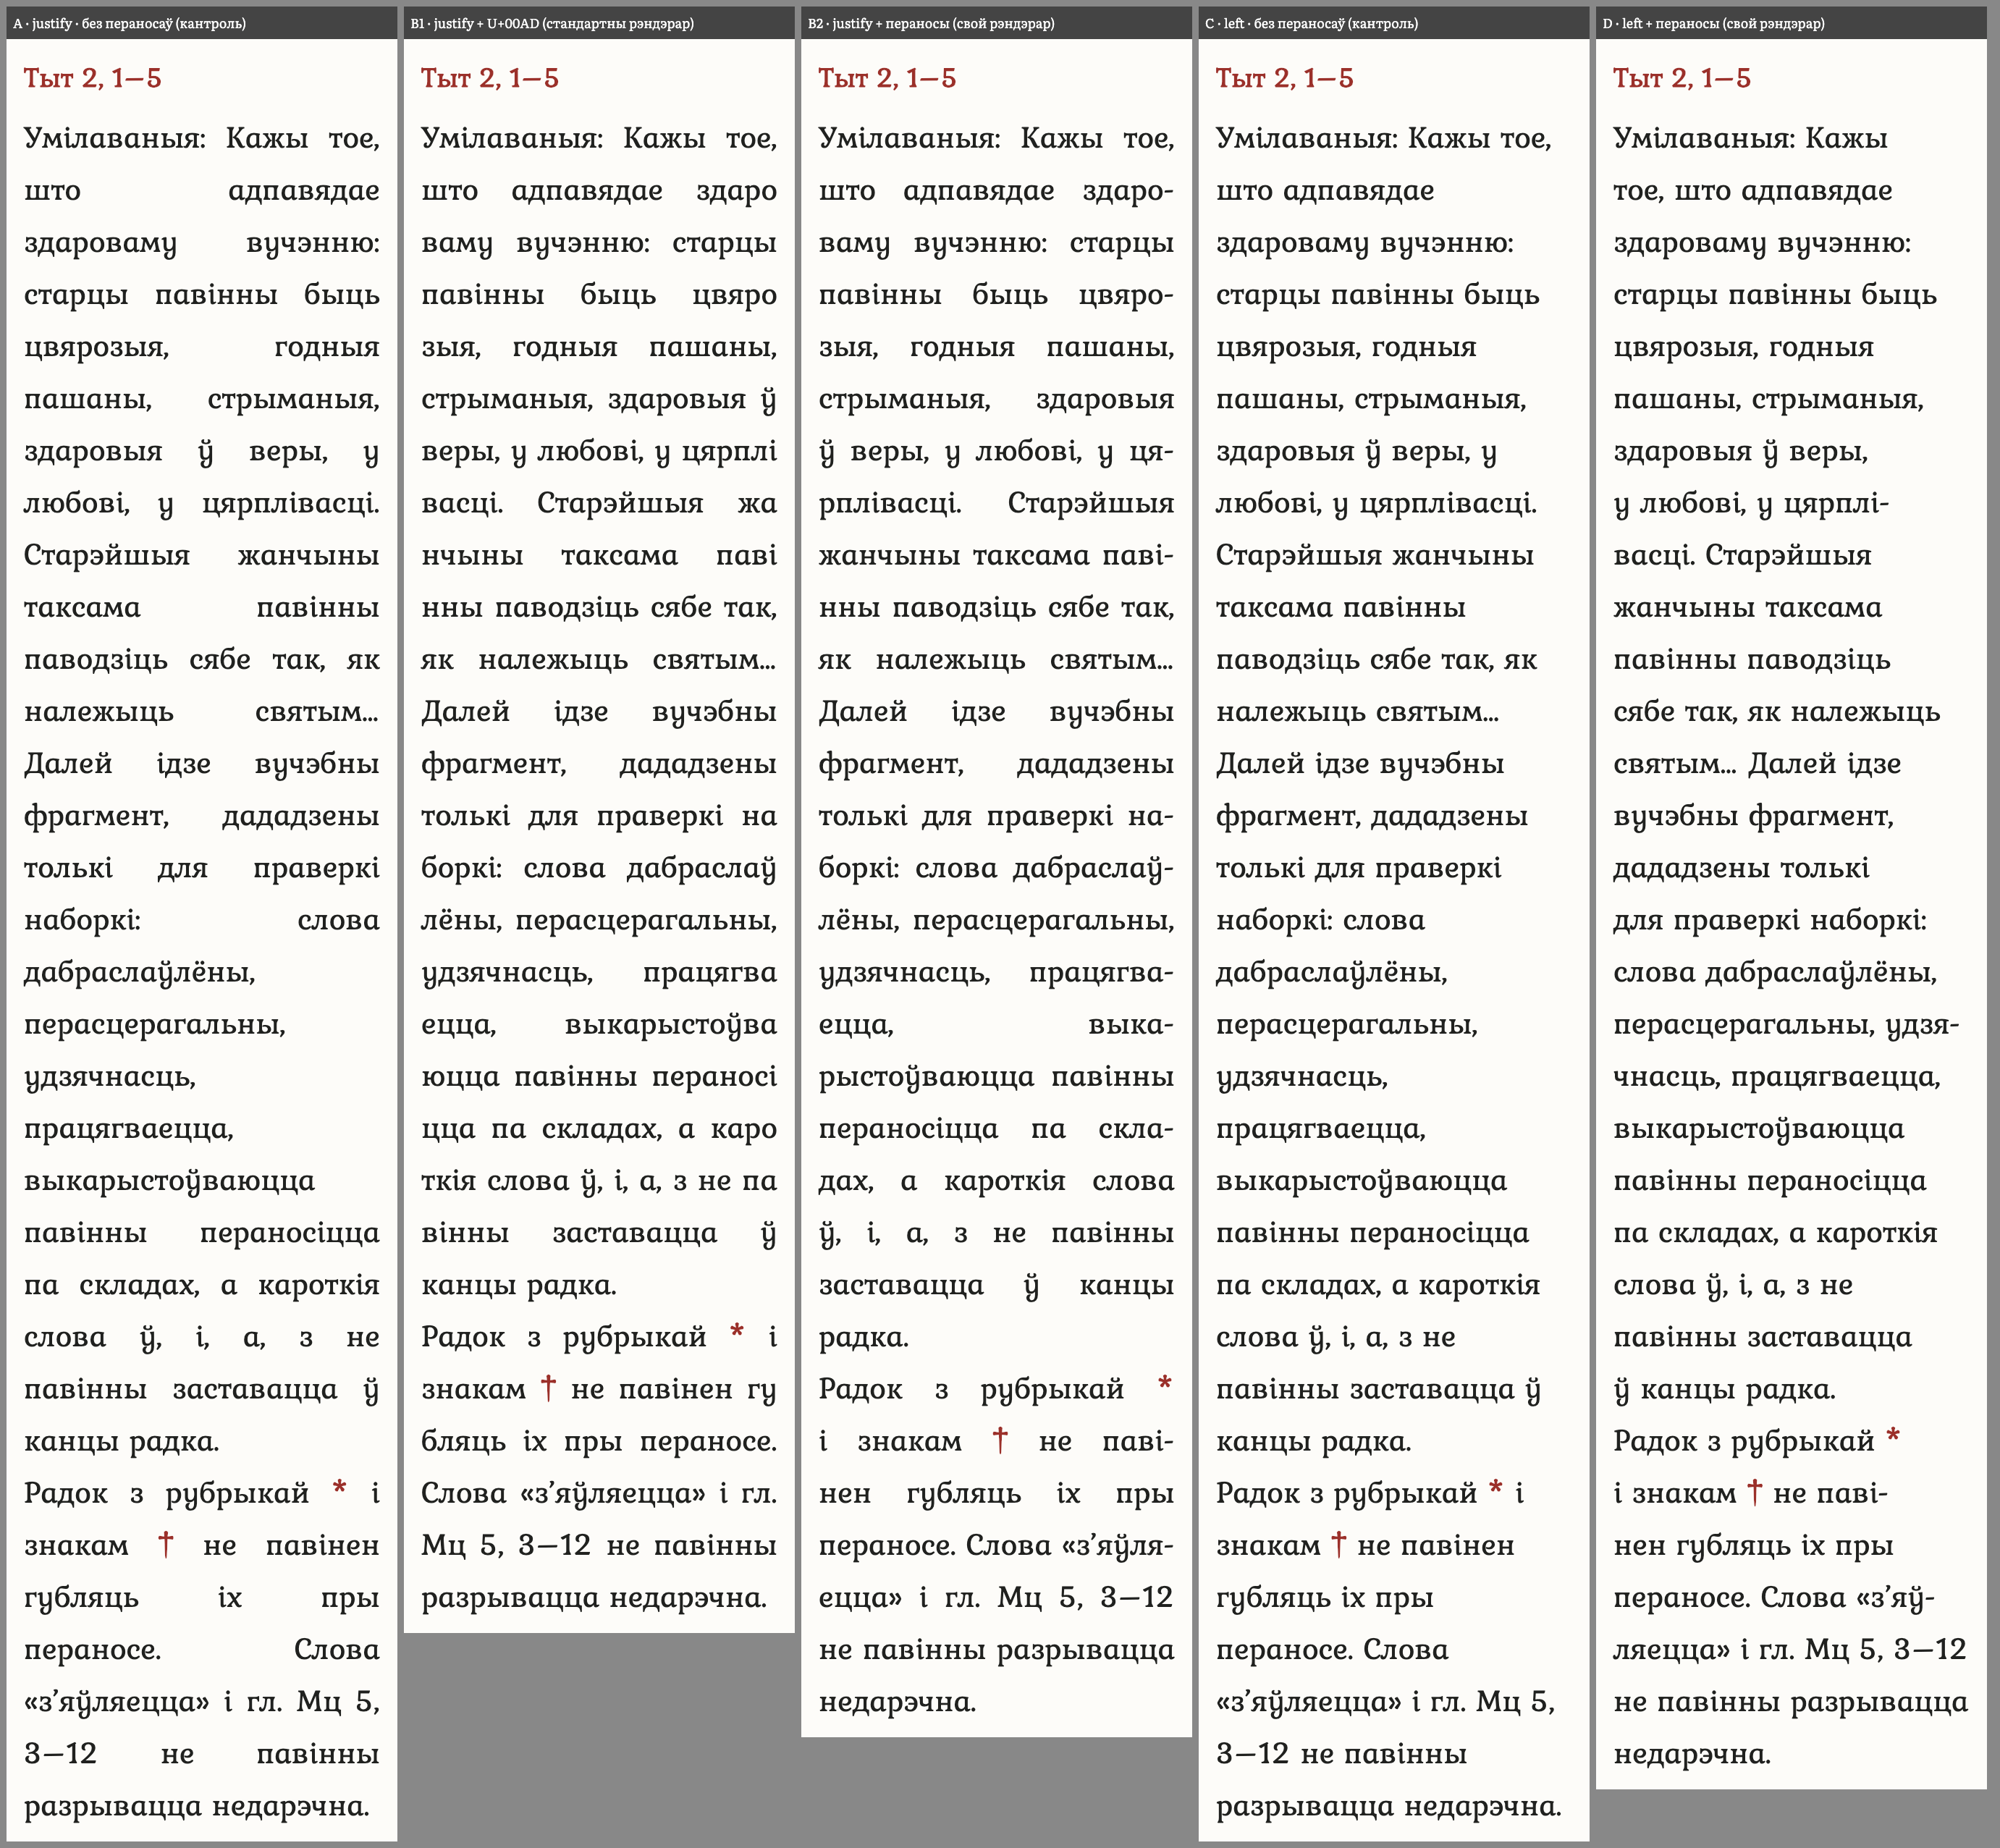 A · justify · без пераносаў (кантроль)
Тыт 2, 1—5
Умілаваныя: Кажы тое,
што адпавядае
здароваму вучэнню:
старцы павінны быць
цвярозыя, годныя
пашаны, стрыманыя,
здаровыя ў веры, у
любові, у цярплівасці.
Старэйшыя жанчыны
таксама павінны
паводзіць сябе так, як
належыць святым…
Далей ідзе вучэбны
фрагмент, дададзены
толькі для праверкі
наборкі: слова
дабраслаўлёны,
перасцерагальны,
удзячнасць,
працягваецца,
выкарыстоўваюцца
павінны пераносіцца
па складах, а кароткія
слова ў, і, а, з не
павінны заставацца ў
канцы радка.
Радок з рубрыкай * і
знакам † не павінен
губляць іх пры
пераносе. Слова
«з’яўляецца» і гл. Мц 5,
3—12 не павінны
разрывацца недарэчна.
B1 · justify + U+00AD (стандартны рэндэрар)
Тыт 2, 1—5
Умілаваныя: Кажы тое,
што адпавядае здаро
ваму вучэнню: старцы
павінны быць цвяро
зыя, годныя пашаны,
стрыманыя, здаровыя ў
веры, у любові, у цярплі
васці. Старэйшыя жа
нчыны таксама паві
нны паводзіць сябе так,
як належыць святым…
Далей ідзе вучэбны
фрагмент, дададзены
толькі для праверкі на
боркі: слова дабраслаў
лёны, перасцерагальны,
удзячнасць, працягва
ецца, выкарыстоўва
юцца павінны пераносі
цца па складах, а каро
ткія слова ў, і, а, з не па
вінны заставацца ў
канцы радка.
Радок з рубрыкай * і
знакам † не павінен гу
бляць іх пры пераносе.
Слова «з’яўляецца» і гл.
Мц 5, 3—12 не павінны
разрывацца недарэчна.
B2 · justify + пераносы (свой рэндэрар)
Тыт 2, 1—5
Умілаваныя: Кажы тое,
што адпавядае здаро-
ваму вучэнню: старцы
павінны быць цвяро-
зыя, годныя пашаны,
стрыманыя, здаровыя
ў веры, у любові, у ця-
рплівасці. Старэйшыя
жанчыны таксама паві-
нны паводзіць сябе так,
як належыць святым…
Далей ідзе вучэбны
фрагмент, дададзены
толькі для праверкі на-
боркі: слова дабраслаў-
лёны, перасцерагальны,
удзячнасць, працягва-
ецца, выка-
рыстоўваюцца павінны
пераносіцца па скла-
дах, а кароткія слова
ў, і, а, з не павінны
заставацца ў канцы
радка.
Радок з рубрыкай *
і знакам † не паві-
нен губляць іх пры
пераносе. Слова «з’яўля-
ецца» і гл. Мц 5, 3—12
не павінны разрывацца
недарэчна.
C · left · без пераносаў (кантроль)
Тыт 2, 1—5
Умілаваныя: Кажы тое,
што адпавядае
здароваму вучэнню:
старцы павінны быць
цвярозыя, годныя
пашаны, стрыманыя,
здаровыя ў веры, у
любові, у цярплівасці.
Старэйшыя жанчыны
таксама павінны
паводзіць сябе так, як
належыць святым…
Далей ідзе вучэбны
фрагмент, дададзены
толькі для праверкі
наборкі: слова
дабраслаўлёны,
перасцерагальны,
удзячнасць,
працягваецца,
выкарыстоўваюцца
павінны пераносіцца
па складах, а кароткія
слова ў, і, а, з не
павінны заставацца ў
канцы радка.
Радок з рубрыкай * і
знакам † не павінен
губляць іх пры
пераносе. Слова
«з’яўляецца» і гл. Мц 5,
3—12 не павінны
разрывацца недарэчна.
D · left + пераносы (свой рэндэрар)
Тыт 2, 1—5
Умілаваныя: Кажы
тое, што адпавядае
здароваму вучэнню:
старцы павінны быць
цвярозыя, годныя
пашаны, стрыманыя,
здаровыя ў веры,
у любові, у цярплі-
васці. Старэйшыя
жанчыны таксама
павінны паводзіць
сябе так, як належыць
святым… Далей ідзе
вучэбны фрагмент,
дададзены толькі
для праверкі наборкі:
слова дабраслаўлёны,
перасцерагальны, удзя-
чнасць, працягваецца,
выкарыстоўваюцца
павінны пераносіцца
па складах, а кароткія
слова ў, і, а, з не
павінны заставацца
ў канцы радка.
Радок з рубрыкай *
і знакам † не паві-
нен губляць іх пры
пераносе. Слова «з’яў-
ляецца» і гл. Мц 5, 3—12
не павінны разрывацца
недарэчна.